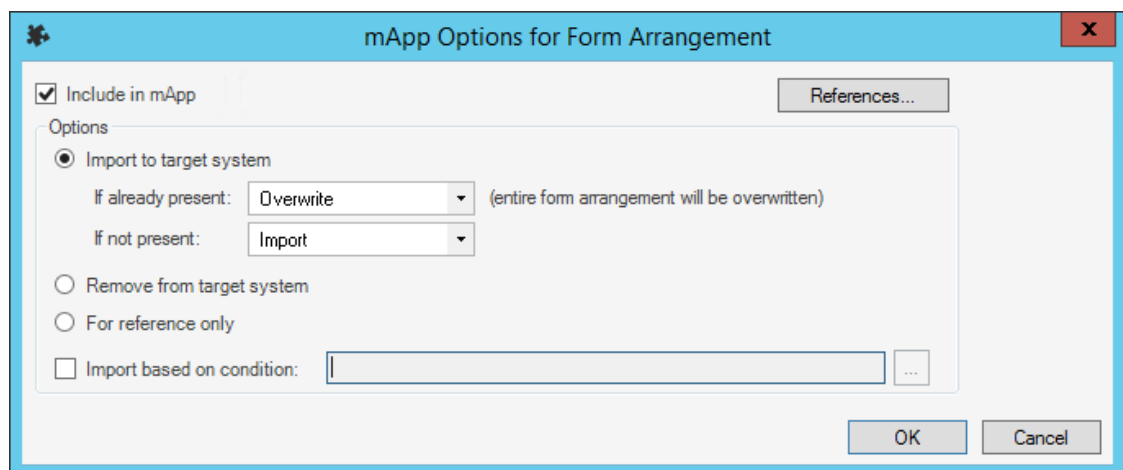 mApp Options for Form Arrangement
x
Include in mApp
References...
Options
Import to target system
If already present: Overwrite (entire form arrangement will be overwritten)
If not present: Import
Remove from target system
For reference only
Import based on condition: ...
OK Cancel